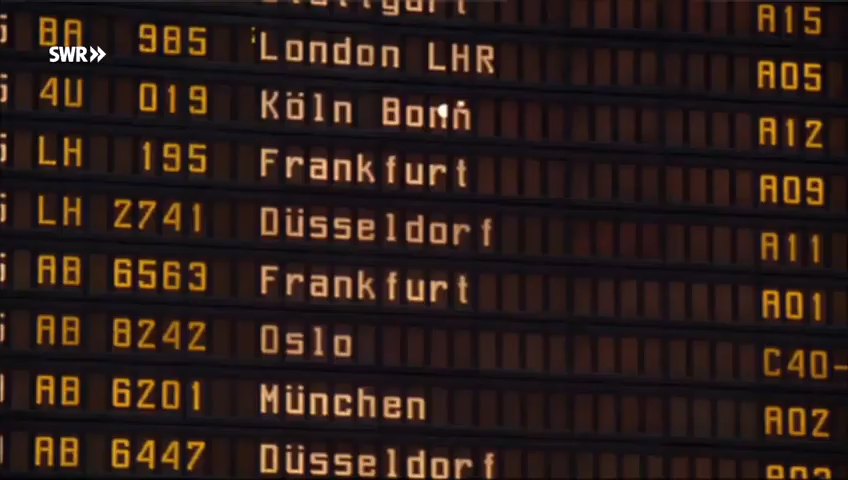 Stuttgart A15
BA 985 London LHR A05
SWR
4U 019 Köln Bonn A12
LH 195 Frankfurt A09
LH 2741 Düsseldorf A11
AB 6563 Frankfurt A01
AB 8242 Oslo C40-
AB 6201 München A02
AB 6447 Düsseldorf